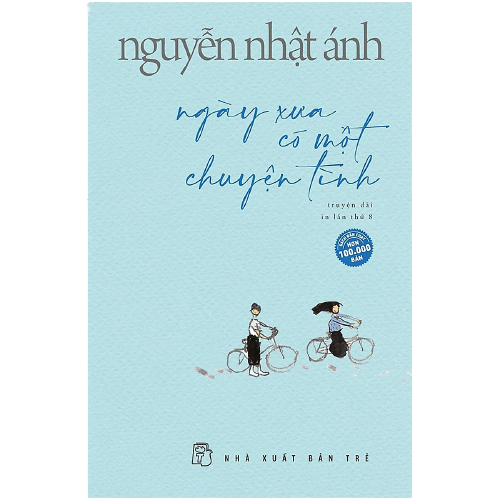 nguyễn nhật ánh
ngày xưa
có một
chuyện tình
truyện dài
in lần thứ 8
HƠN
100.000
BẢN
NHÀ XUẤT BẢN TRẺ